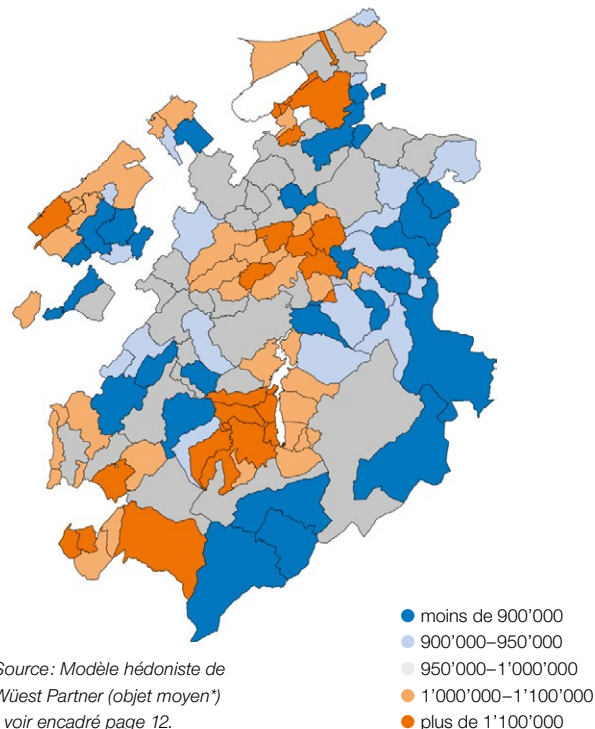 moins de 900’000
900’000–950’000
950’000–1’000’000
1’000’000–1’100’000
plus de 1’100’000
Source: Modèle hédoniste de
Wüest Partner (objet moyen*)
voir encadré page 12.